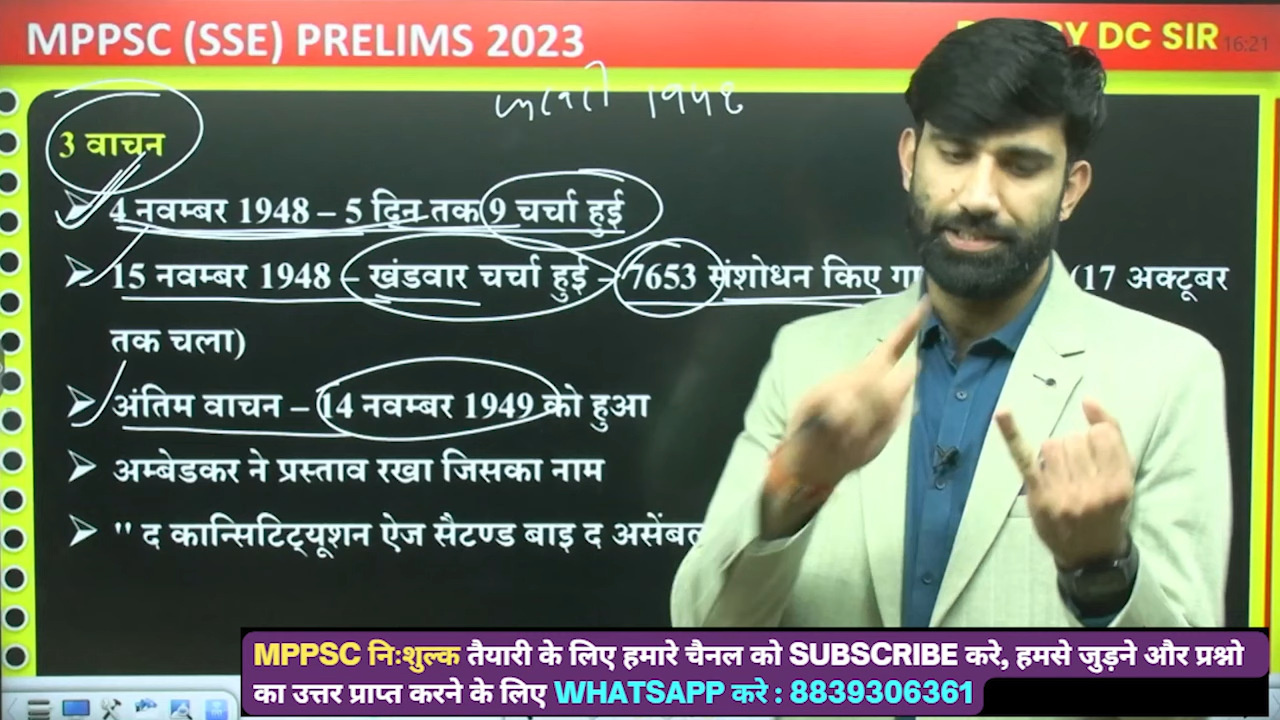 MPPSC (SSE) PRELIMS 2023
DC SIR
16:21
3 वाचन
4 नवम्बर 1948 – 5 दिन तक 9 चर्चा हुई
15 नवम्बर 1948 – खंडवार चर्चा हुई – 7653 संशोधन किए (17 अक्टूबर
तक चला)
अंतिम वाचन – 14 नवम्बर 1949 को हुआ
अम्बेडकर ने प्रस्ताव रखा जिसका नाम
" द कान्सिटिट्यूशन ऐज सैटण्ड बाइ द
MPPSC निःशुल्क तैयारी के लिए हमारे चैनल को SUBSCRIBE करे, हमसे जुड़ने और प्रश्नो
का उत्तर प्राप्त करने के लिए WHATSAPP करे : 8839306361